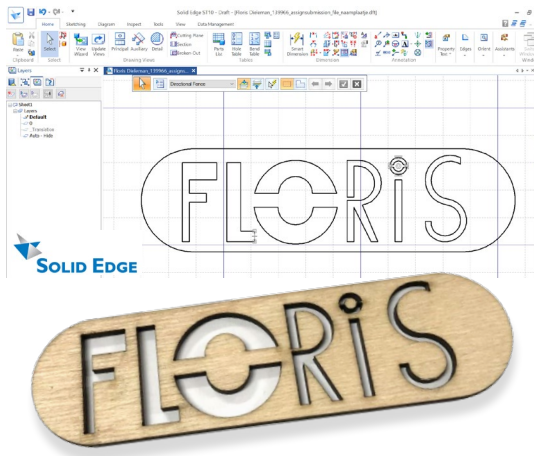 Solid Edge ST10 - Draft - [Floris Diekeman_139966_assignsubmission_file_naamplaatje.dft]
Home Sketching Diagram Inspect Tools View Data Management
Paste
Select
View Wizard
Update Views
Principal
Auxiliary
Detail
Cutting Plane
Section
Broken-Out
Parts List
Hole Table
Bend Table
Smart Dimension
Property Text
Edges
Orient
Assistants
Clipboard Select Drawing Views Tables Dimension Annotation
Layers
Directional Fence
Sheet1
Layers
Default
0
Translation
Auto - Hide
FLORiS
SOLID EDGE
FLORiS